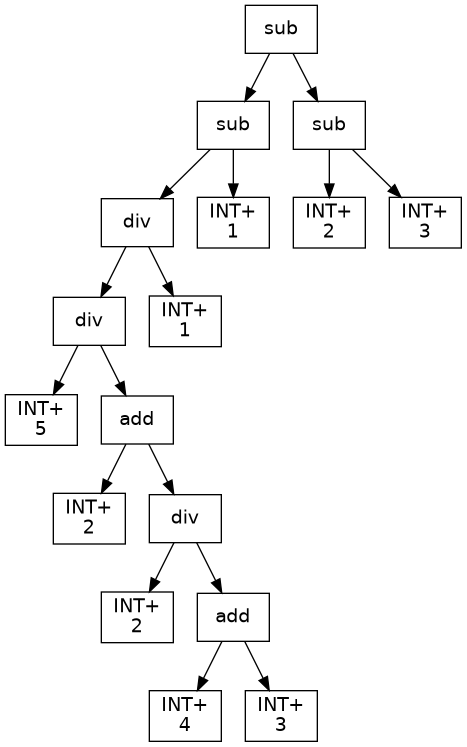 sub
sub
sub
div
INT+
1
INT+
2
INT+
3
div
INT+
1
INT+
5
add
INT+
2
div
INT+
2
add
INT+
4
INT+
3